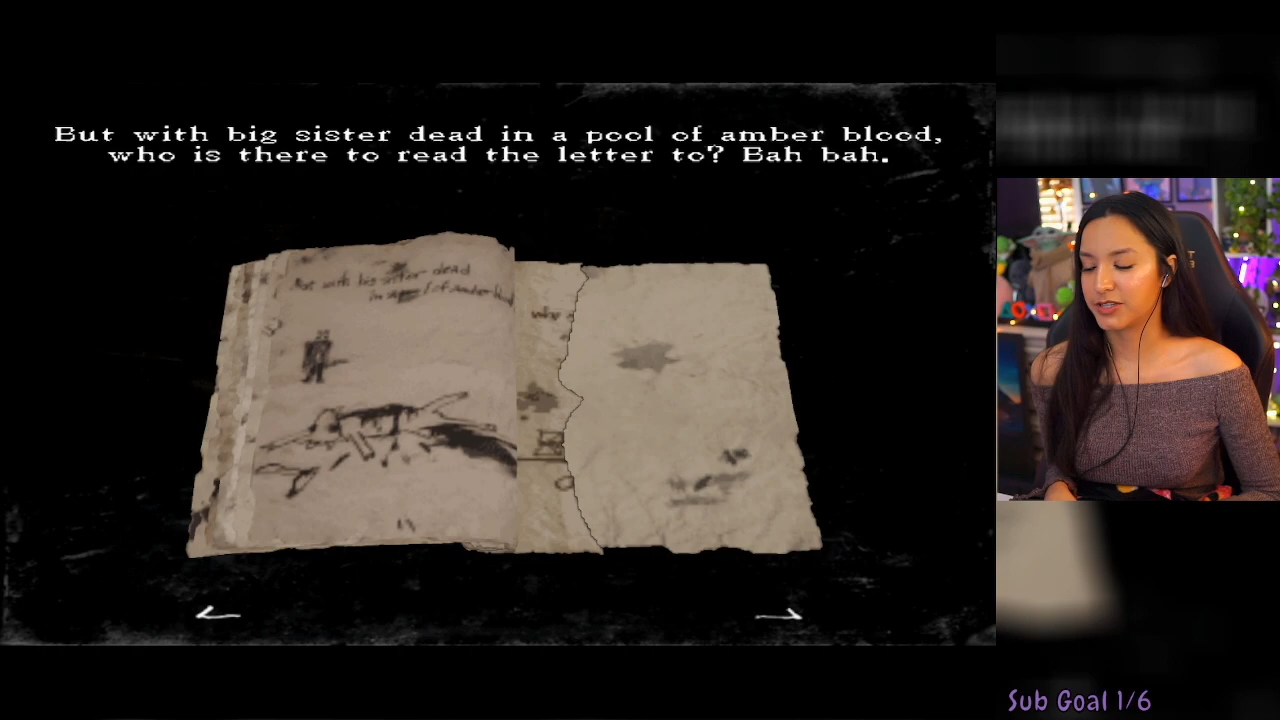 But with big sister dead in a pool of amber blood,
who is there to read the letter to? Bah bah.
But with big sister dead
in a pool of amber blood
who
Sub Goal 1/6